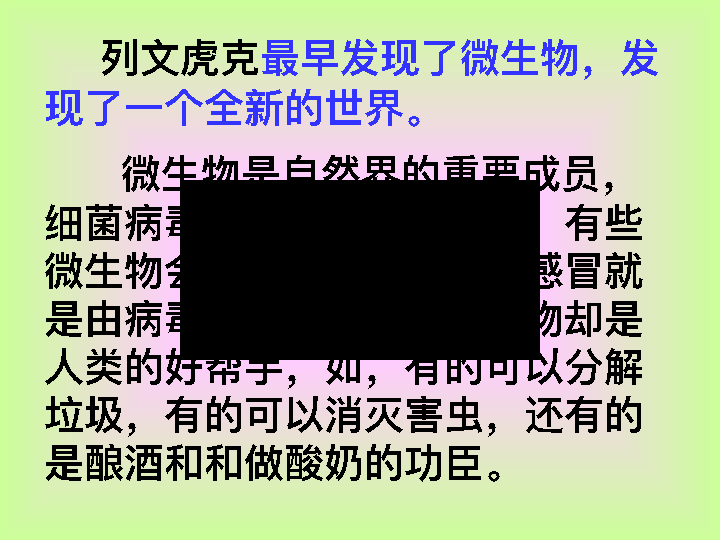 列文虎克最早发现了微生物，发
现了一个全新的世界。
微生物是自然界的重要成员，
细菌病毒 有些
微生物会 感冒就
是由病毒 物却是
人类的好帮手，如，有的可以分解
垃圾，有的可以消灭害虫，还有的
是酿酒和和做酸奶的功臣。